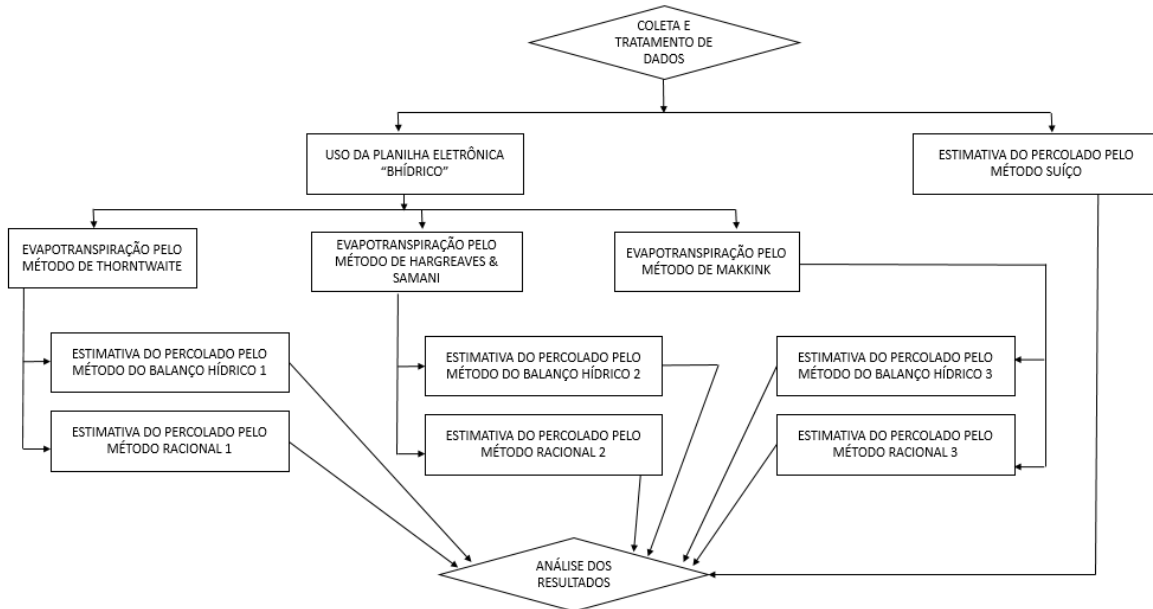 COLETA E
TRATAMENTO DE
DADOS
USO DA PLANILHA ELETRÔNICA
“BHÍDRICO”
ESTIMATIVA DO PERCOLADO PELO
MÉTODO SUÍÇO
EVAPOTRANSPIRAÇÃO PELO
MÉTODO DE THORNTWAITE
EVAPOTRANSPIRAÇÃO PELO
MÉTODO DE HARGREAVES &
SAMANI
EVAPOTRANSPIRAÇÃO PELO
MÉTODO DE MAKKINK
ESTIMATIVA DO PERCOLADO PELO
MÉTODO DO BALANÇO HÍDRICO 1
ESTIMATIVA DO PERCOLADO PELO
MÉTODO DO BALANÇO HÍDRICO 2
ESTIMATIVA DO PERCOLADO PELO
MÉTODO DO BALANÇO HÍDRICO 3
ESTIMATIVA DO PERCOLADO PELO
MÉTODO RACIONAL 1
ESTIMATIVA DO PERCOLADO PELO
MÉTODO RACIONAL 2
ESTIMATIVA DO PERCOLADO PELO
MÉTODO RACIONAL 3
ANÁLISE DOS
RESULTADOS